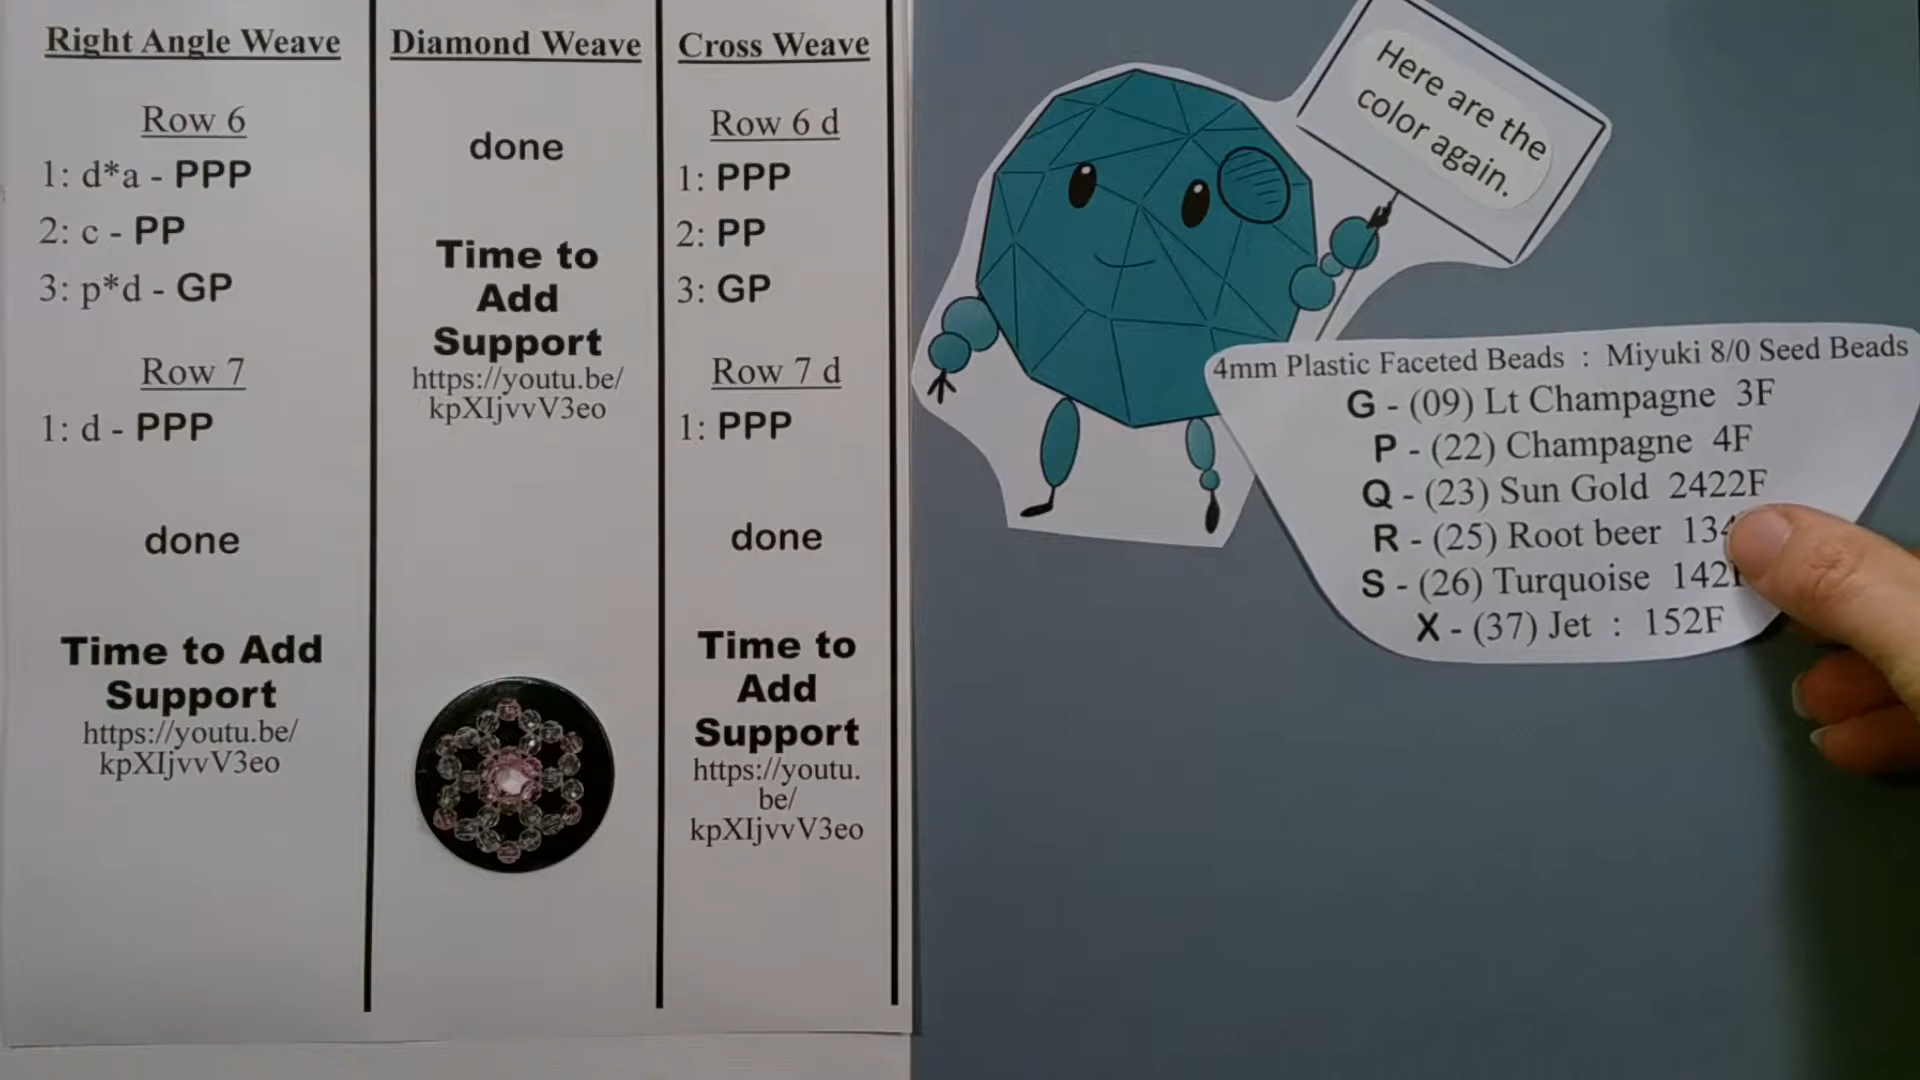 Right Angle Weave
Row 6
1: d*a - PPP
2: c - PP
3: p*d - GP
Row 7
1: d - PPP
done
Time to Add
Support
https://youtu.be/
kpXIjvvV3eo
Diamond Weave
done
Time to
Add
Support
https://youtu.be/
kpXIjvvV3eo
Cross Weave
Row 6 d
1: PPP
2: PP
3: GP
Row 7 d
1: PPP
done
Time to
Add
Support
https://youtu.
be/
kpXIjvvV3eo
Here are the
color again.
4mm Plastic Faceted Beads : Miyuki 8/0 Seed Beads
G - (09) Lt Champagne 3F
P - (22) Champagne 4F
Q - (23) Sun Gold 2422F
R - (25) Root beer
S - (26) Turquoise
X - (37) Jet : 152F